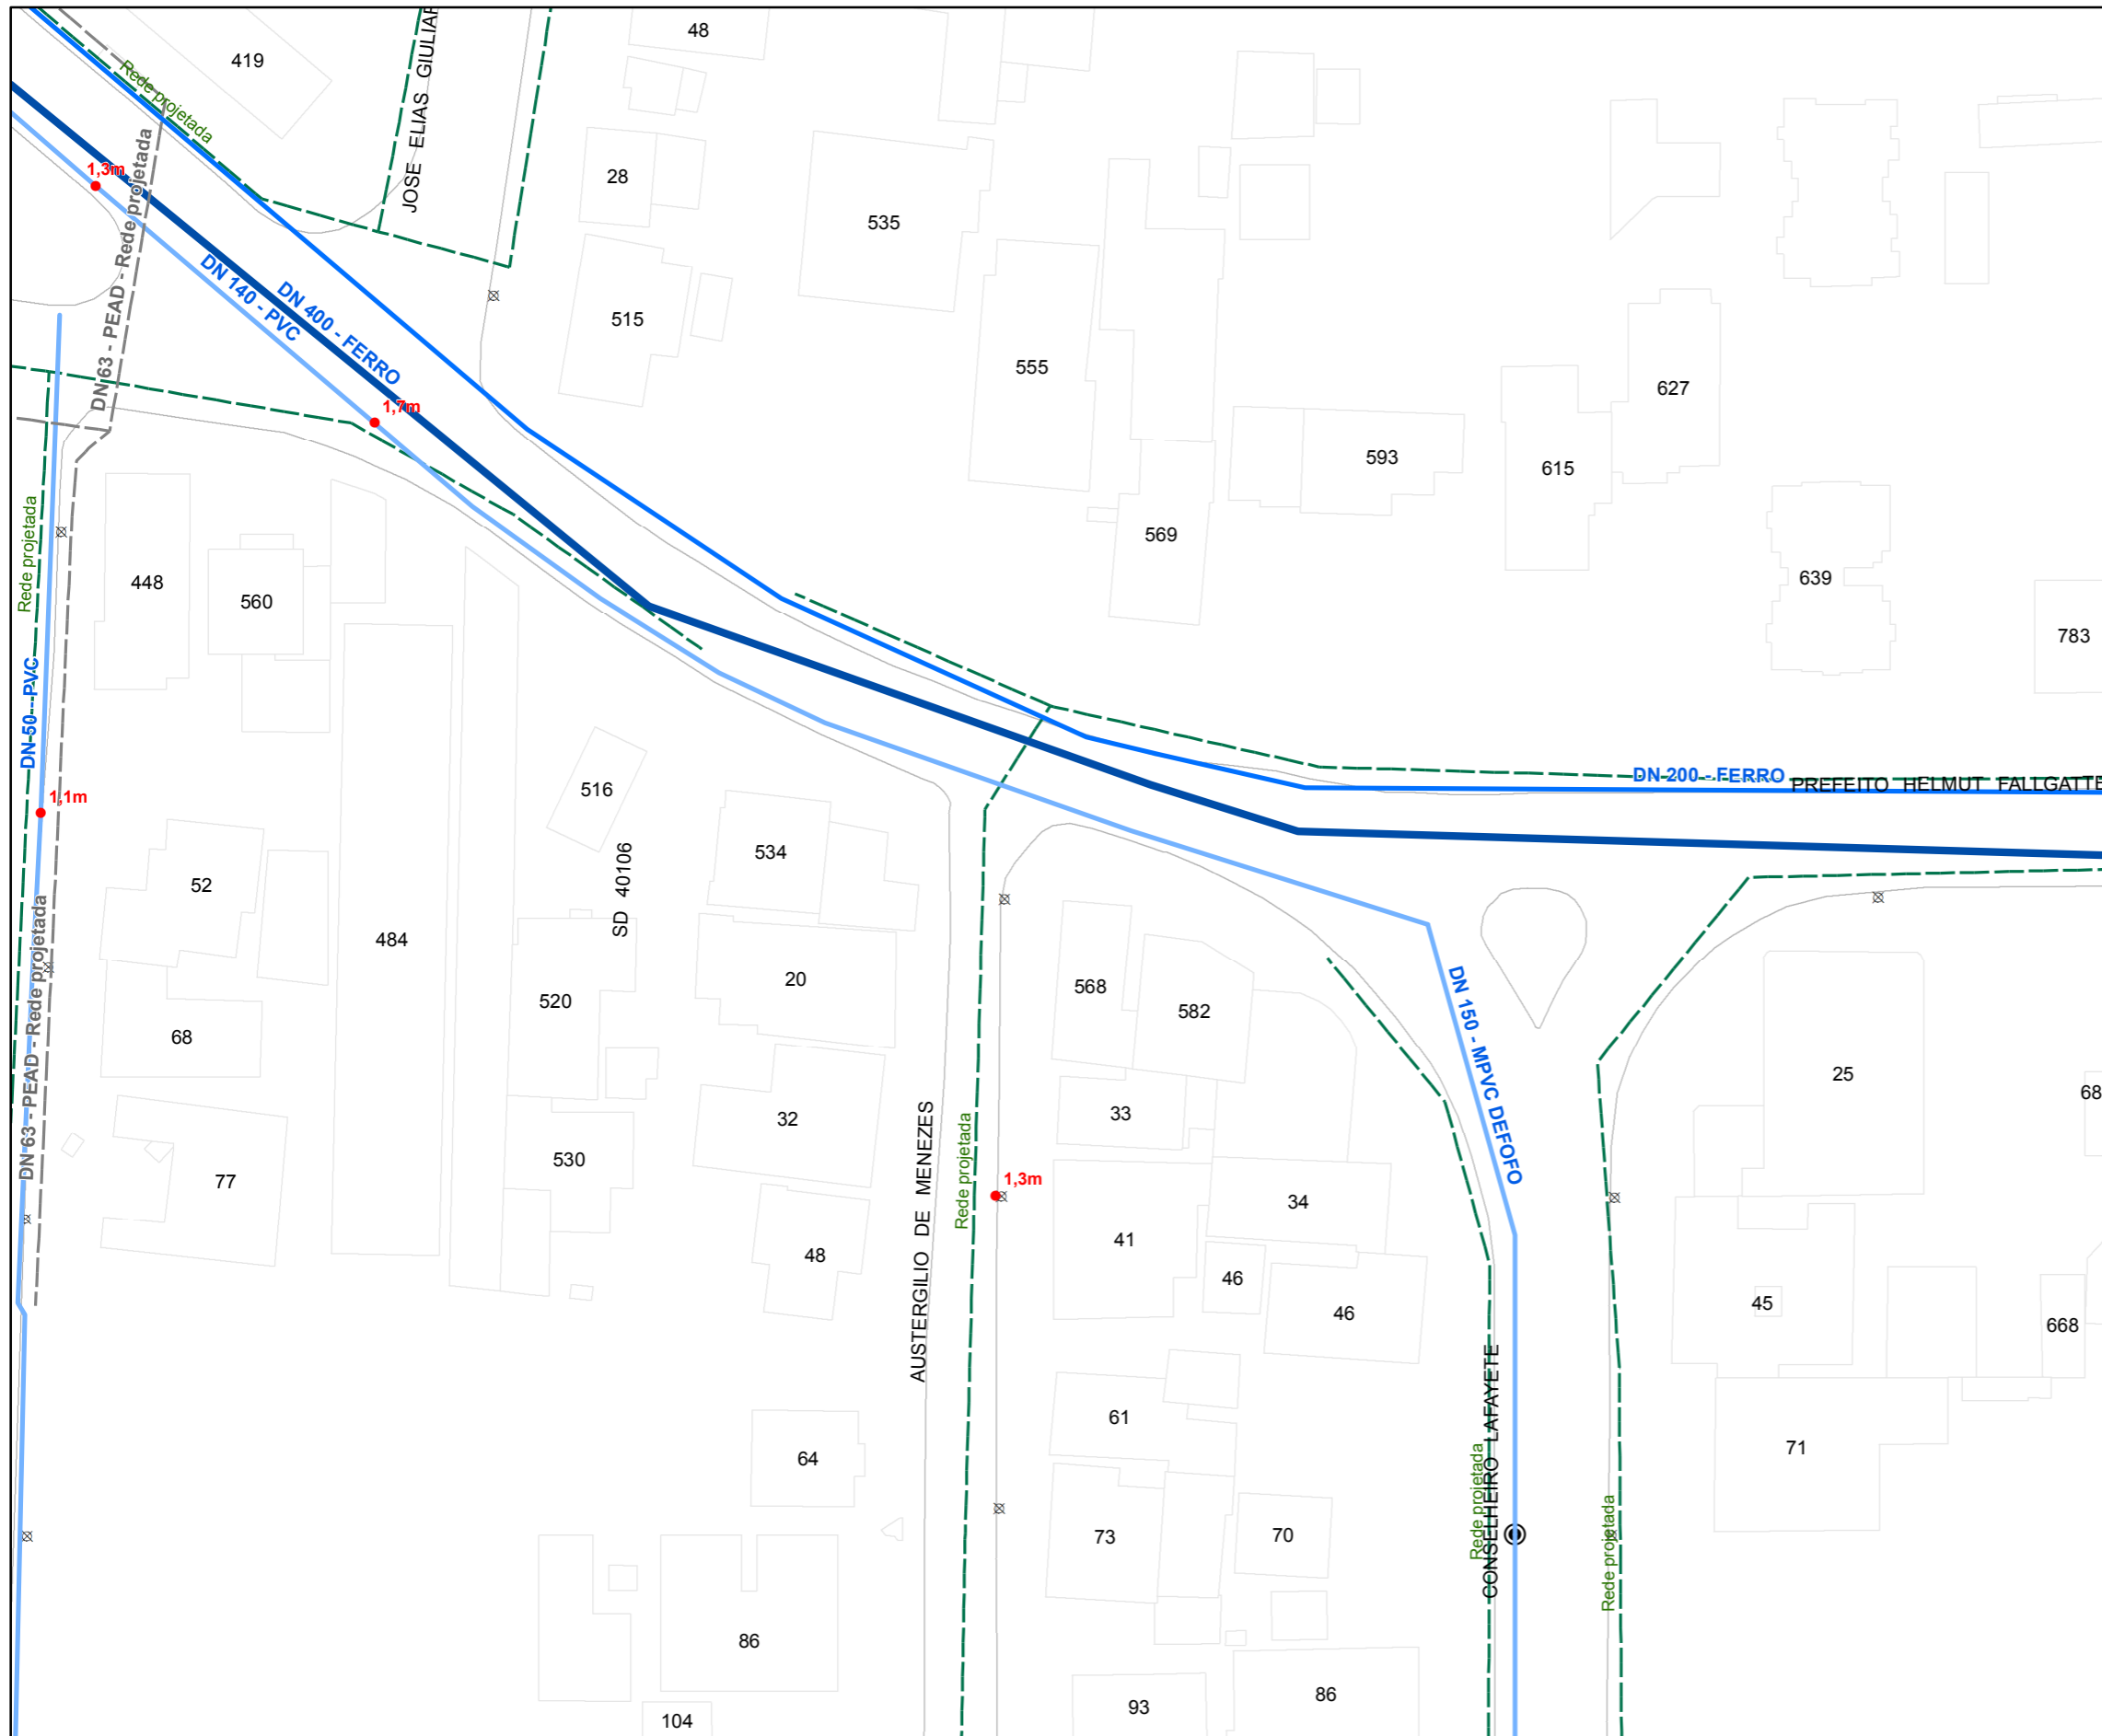 48
419
JOSE ELIAS GIULIAR
Rede projetada
1,3m
28
535
DN 63 - PEAD - Rede projetada
DN 140 - PVC
DN 400 - FERRO
515
555
627
1,7m
593
615
569
Rede projetada
448
560
639
783
DN 50 - PVC
516
DN 200 - FERRO
PREFEITO HELMUT FALLGATTE
1,1m
534
52
SD 40106
484
20
520
568
582
DN 150 - MPVC DEFOFO
68
25
DN 63 - PEAD - Rede projetada
32
33
68
530
AUSTERGILIO DE MENEZES
Rede projetada
77
1,3m
34
41
48
46
46
45
668
61
CONSELHEIRO LAFAYETE
71
64
Rede projetada
73
70
Rede projetada
86
86
93
104